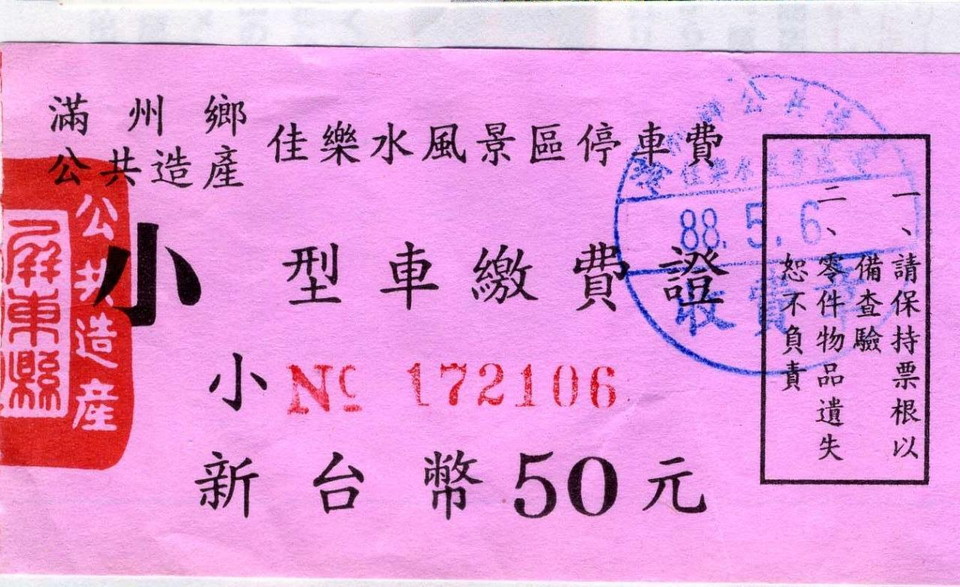 滿州鄉
公共造產
佳樂水風景區停車費
小型車繳費證
小 № 172106
新台幣50元
一、請保持票根以
備查驗
二、零件物品遺失
恕不負責
公共造產
屏東縣
88.5.6
收費章